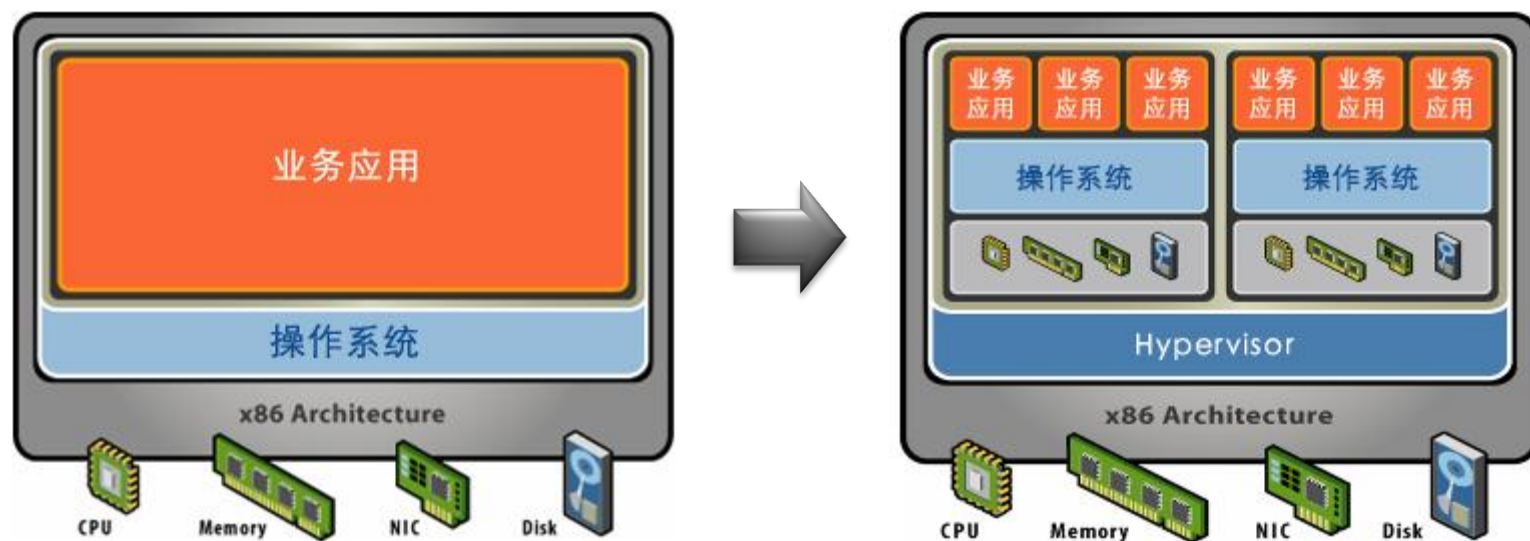 业务应用
操作系统
x86 Architecture
CPU
Memory
NIC
Disk
业务
应用
业务
应用
业务
应用
业务
应用
业务
应用
业务
应用
操作系统
操作系统
Hypervisor
x86 Architecture
CPU
Memory
NIC
Disk